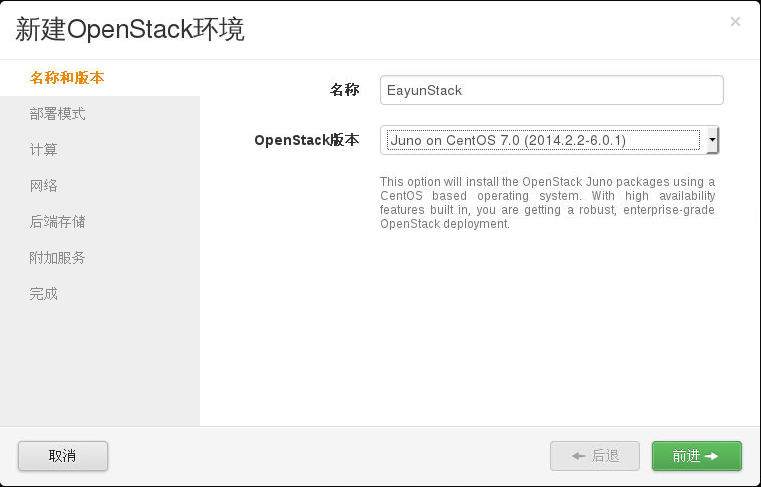 新建OpenStack环境
×
名称和版本
部署模式
计算
网络
后端存储
附加服务
完成
名称
EayunStack
OpenStack版本
Juno on CentOS 7.0 (2014.2.2-6.0.1)
This option will install the OpenStack Juno packages using a
CentOS based operating system. With high availability
features built in, you are getting a robust, enterprise-grade
OpenStack deployment.
取消
← 后退
前进 →